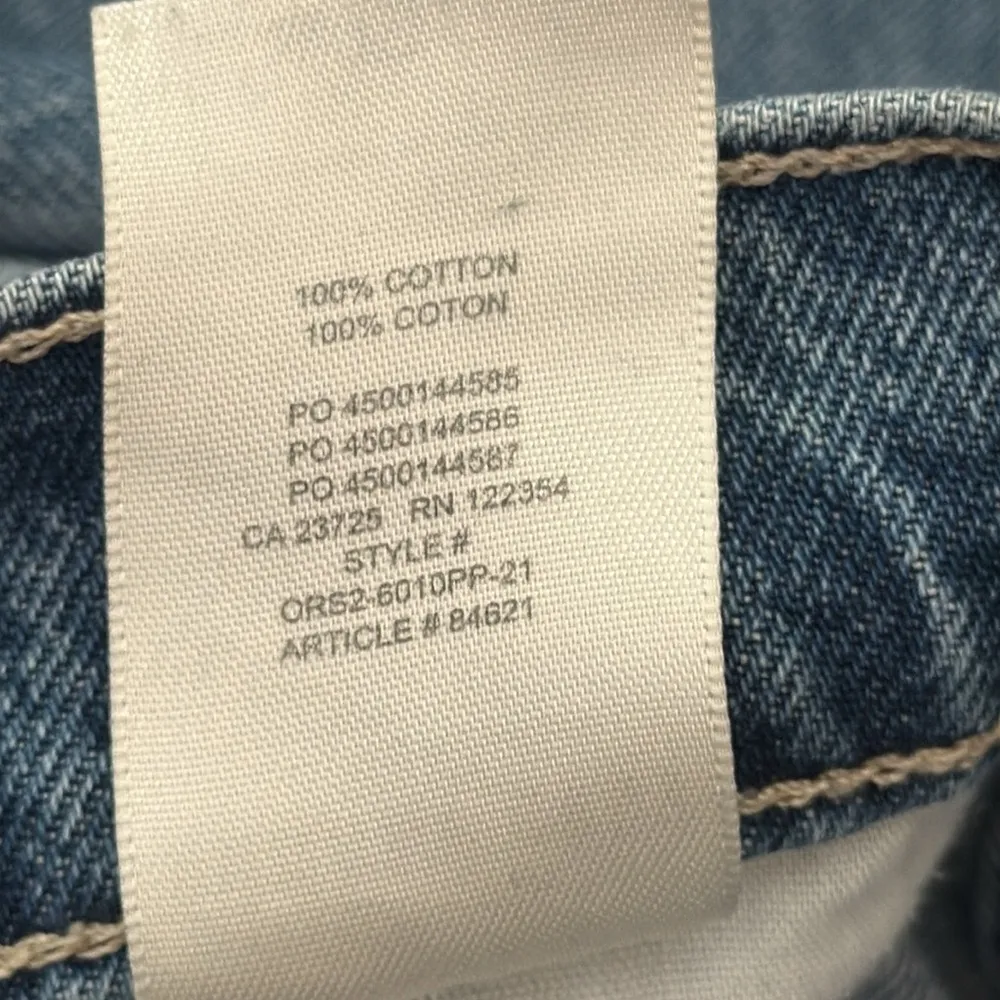 100% COTTON
100% COTON
PO 4500144585
PO 4500144586
PO 4500144587
CA 23725 RN 122354
STYLE #
ORS2-6010PP-21
ARTICLE # 84621